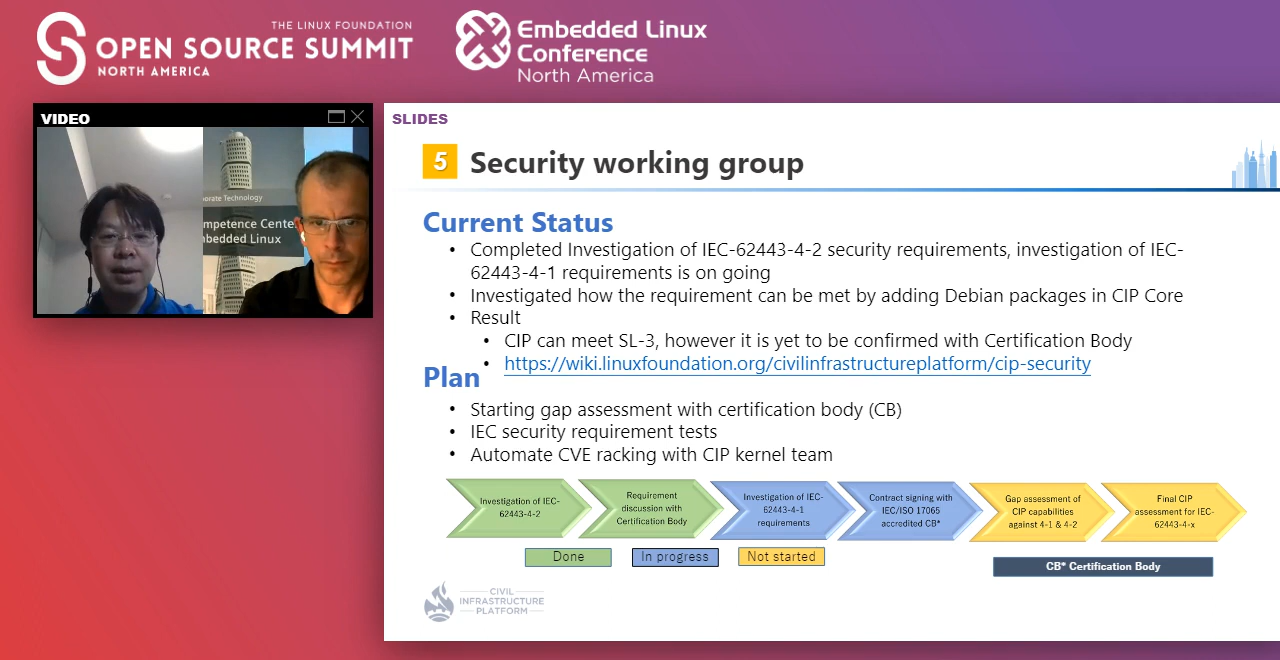 THE LINUX FOUNDATION
OPEN SOURCE SUMMIT
NORTH AMERICA
Embedded Linux
Conference
North America
VIDEO
orate Technology
mpetence Cente
mbedded Linux
SLIDES
5 Security working group
Current Status
• Completed Investigation of IEC-62443-4-2 security requirements, investigation of IEC-
62443-4-1 requirements is on going
• Investigated how the requirement can be met by adding Debian packages in CIP Core
• Result
• CIP can meet SL-3, however it is yet to be confirmed with Certification Body
• https://wiki.linuxfoundation.org/civilinfrastructureplatform/cip-security
Plan
• Starting gap assessment with certification body (CB)
• IEC security requirement tests
• Automate CVE racking with CIP kernel team
Investigation of IEC-
62443-4-2
Requirement
discussion with
Certification Body
Investigation of IEC-
62443-4-1
requirements
Contract signing with
IEC/ISO 17065
accredited CB*
Gap assessment of
CIP capabilities
against 4-1 & 4-2
Final CIP
assessment for IEC-
62443-4-x
Done
In progress
Not started
CB* Certification Body
CIVIL
INFRASTRUCTURE
PLATFORM